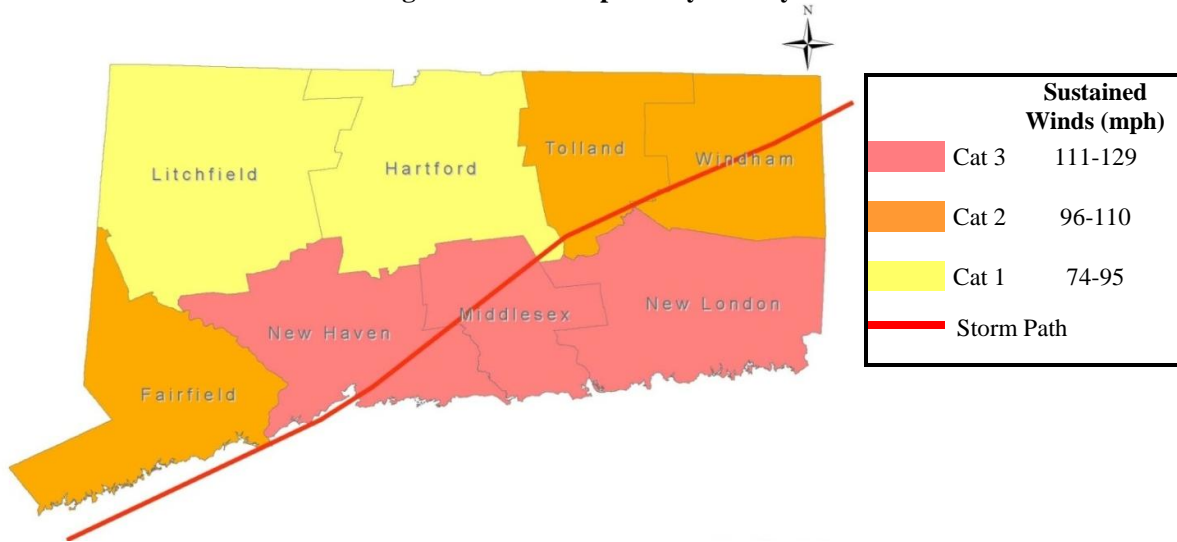 N
Litchfield
Hartford
Tolland
Windham
New Haven
Middlesex
New London
Fairfield
Sustained
Winds (mph)
Cat 3 111-129
Cat 2 96-110
Cat 1 74-95
Storm Path